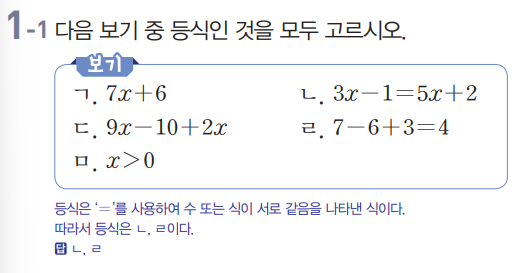 1-1 다음 보기 중 등식인 것을 모두 고르시오.
보기
ㄱ. 7x+6 ㄴ. 3x-1=5x+2
ㄷ. 9x-10+2x ㄹ. 7-6+3=4
ㅁ. x>0
등식은 '='를 사용하여 수 또는 식이 서로 같음을 나타낸 식이다.
따라서 등식은 ㄴ, ㄹ이다.
답 ㄴ, ㄹ